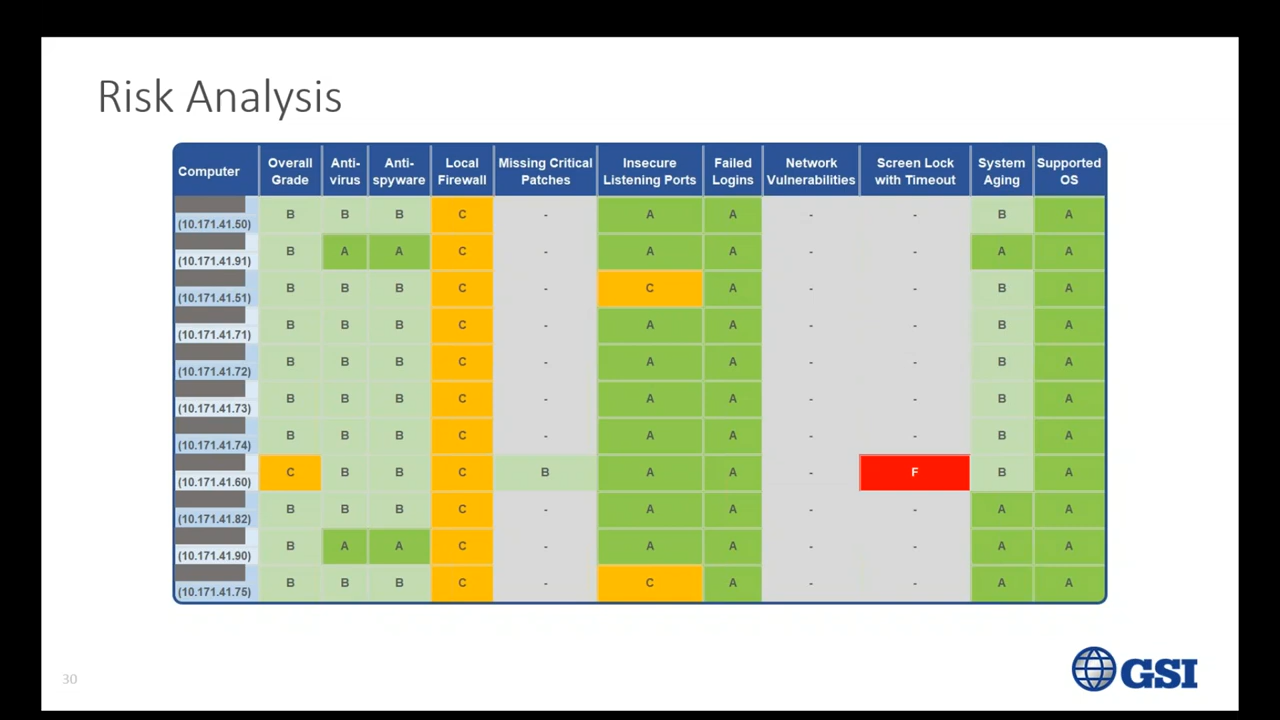 Risk Analysis
Computer Overall Grade Anti-virus Anti-spyware Local Firewall Missing Critical Patches Insecure Listening Ports Failed Logins Network Vulnerabilities Screen Lock with Timeout System Aging Supported OS
(10.171.41.50) B B B C - A A - - B A
(10.171.41.91) B A A C - A A - - A A
(10.171.41.51) B B B C - C A - - B A
(10.171.41.71) B B B C - A A - - B A
(10.171.41.72) B B B C - A A - - B A
(10.171.41.73) B B B C - A A - - B A
(10.171.41.74) B B B C - A A - - B A
(10.171.41.60) C B B C B A A - F B A
(10.171.41.82) B B B C - A A - - A A
(10.171.41.90) B A A C - A A - - A A
(10.171.41.75) B B B C - C A - - A A
30
GSI